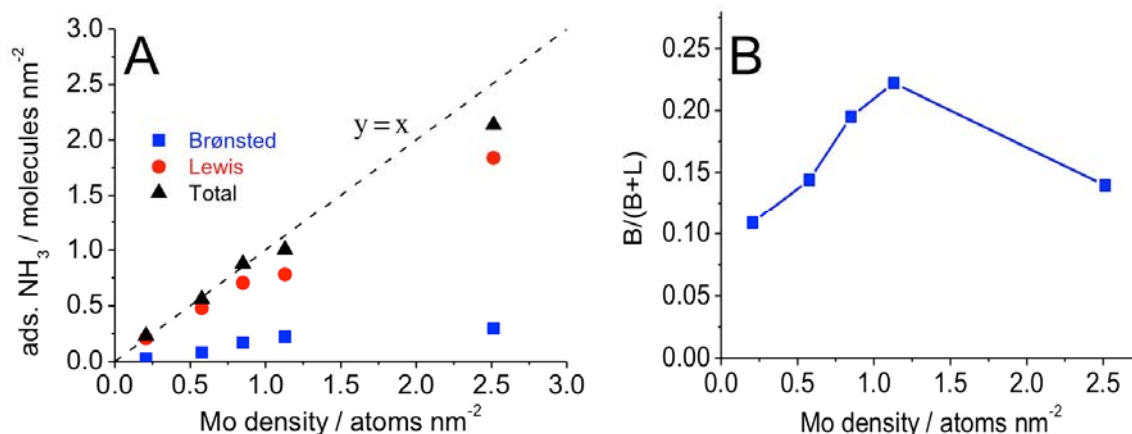 A
3.0
2.5
2.0
1.5
1.0
0.5
0.0
ads. NH₃ / molecules nm⁻²
Brønsted
Lewis
Total
y = x
0.0 0.5 1.0 1.5 2.0 2.5 3.0
Mo density / atoms nm⁻²
B
0.25
0.20
0.15
0.10
0.05
0.00
B/(B+L)
0.0 0.5 1.0 1.5 2.0 2.5
Mo density / atoms nm⁻²